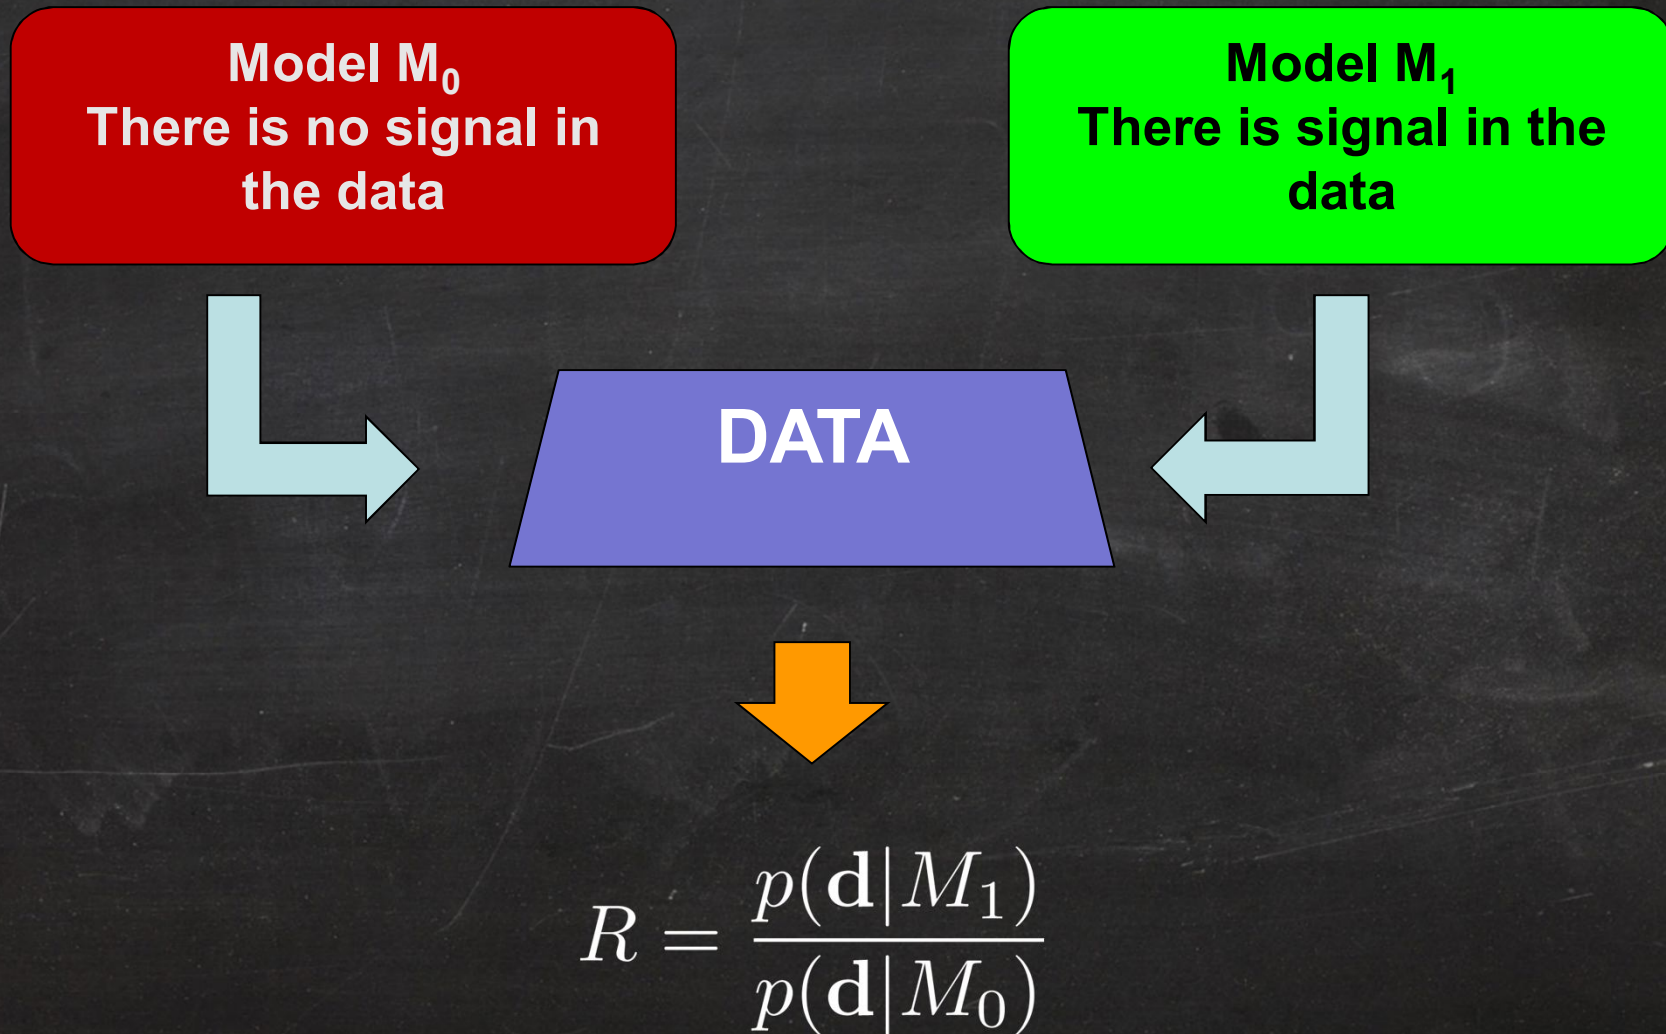 Model M₀
There is no signal in
the data
Model M₁
There is signal in the
data
DATA
R = p(𝐝|M₁) / p(𝐝|M₀)